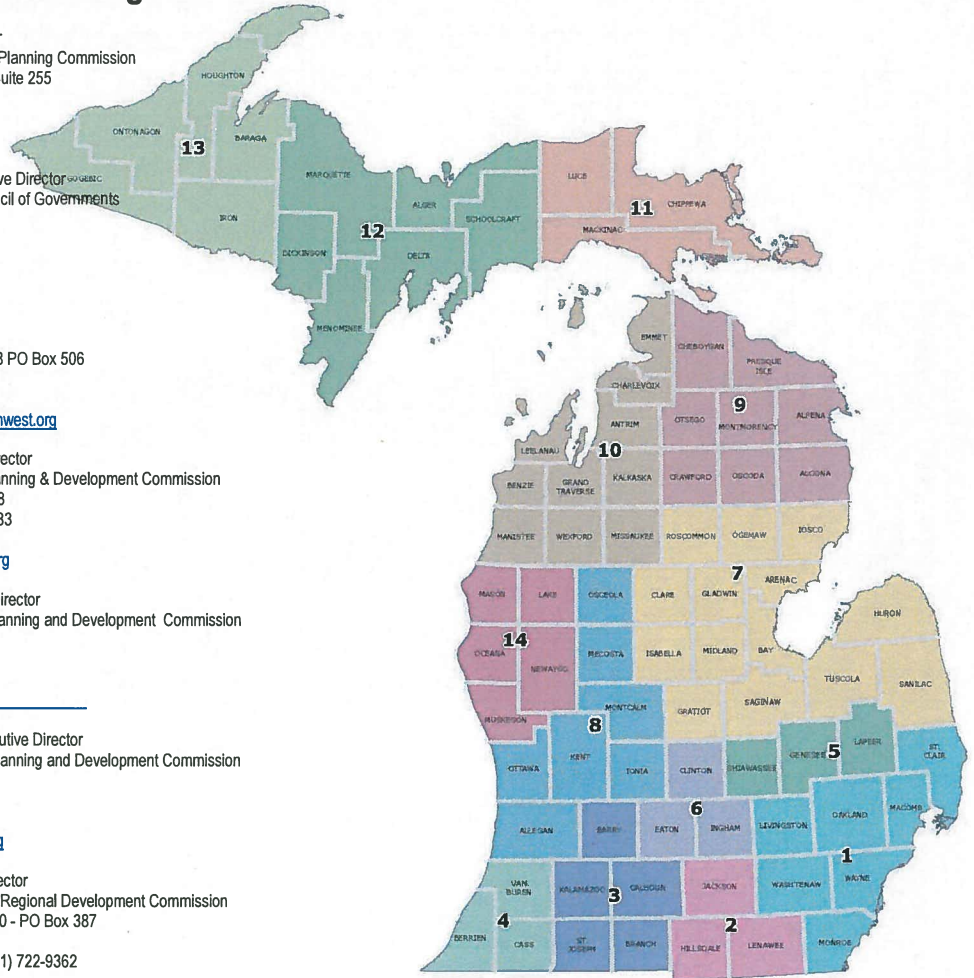 Planning Commission
uite 255
ve Director
cil of Governments
8 PO Box 506
nwest.org
rector
anning & Development Commission
8
33
rg
irector
anning and Development Commission
utive Director
anning and Development Commission
g
ector
Regional Development Commission
0 - PO Box 387
1) 722-9362
HOUGHTON
ONTONAGON
BARAGA
13
GOGEBIC
IRON
MARQUETTE
ALGER
SCHOOLCRAFT
12
DICKINSON
DELTA
MENOMINEE
LUCE
11
CHIPPEWA
MACKINAC
EMMET
CHEBOYGAN
PRESQUE
ISLE
CHARLEVOIX
9
ANTRIM
OTSEGO
MONTMORENCY
ALPENA
LEELANAU
10
BENZIE
GRAND
TRAVERSE
KALKASKA
CRAWFORD
OSCODA
ALCONA
MANISTEE
WEXFORD
MISSAUKEE
ROSCOMMON
OGEMAW
IOSCO
7
ARENAC
MASON
LAKE
OSCEOLA
CLARE
GLADWIN
HURON
14
OCEANA
NEWAYGO
MECOSTA
ISABELLA
MIDLAND
BAY
TUSCOLA
SANILAC
MUSKEGON
MONTCALM
GRATIOT
SAGINAW
8
OTTAWA
KENT
IONIA
CLINTON
SHIAWASSEE
GENESEE
5
LAPEER
ST.
CLAIR
6
ALLEGAN
BARRY
EATON
INGHAM
LIVINGSTON
OAKLAND
MACOMB
1
VAN
BUREN
KALAMAZOO
3
CALHOUN
JACKSON
WASHTENAW
WAYNE
4
BERRIEN
CASS
ST.
JOSEPH
BRANCH
2
HILLSDALE
LENAWEE
MONROE